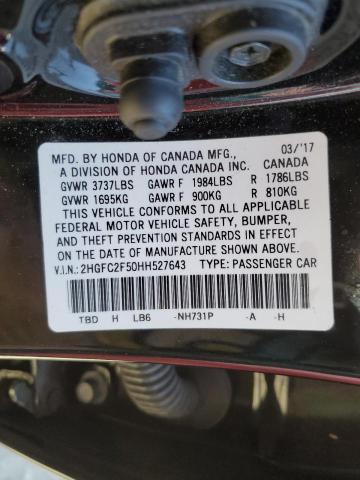 MFD. BY HONDA OF CANADA MFG., 03/'17
A DIVISION OF HONDA CANADA INC. CANADA
GVWR 3737LBS GAWR F 1984LBS R 1786LBS
GVWR 1695KG GAWR F 900KG R 810KG
THIS VEHICLE CONFORMS TO ALL APPLICABLE
FEDERAL MOTOR VEHICLE SAFETY, BUMPER,
AND THEFT PREVENTION STANDARDS IN EFFECT
ON THE DATE OF MANUFACTURE SHOWN ABOVE.
V.I.N.: 2HGFC2F50HH527643 TYPE: PASSENGER CAR
TBD H LB6 -NH731P -A -H